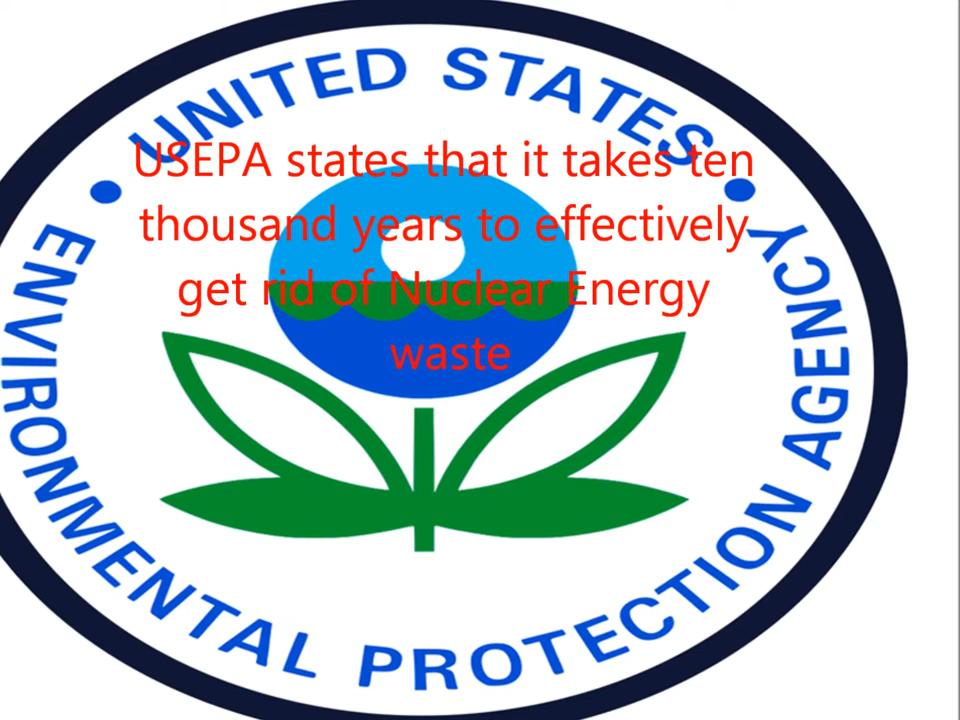 UNITED STATES
USEPA states that it takes ten
thousand years to effectively
get rid of Nuclear Energy
waste
ENVIRONMENTAL PROTECTION AGENCY